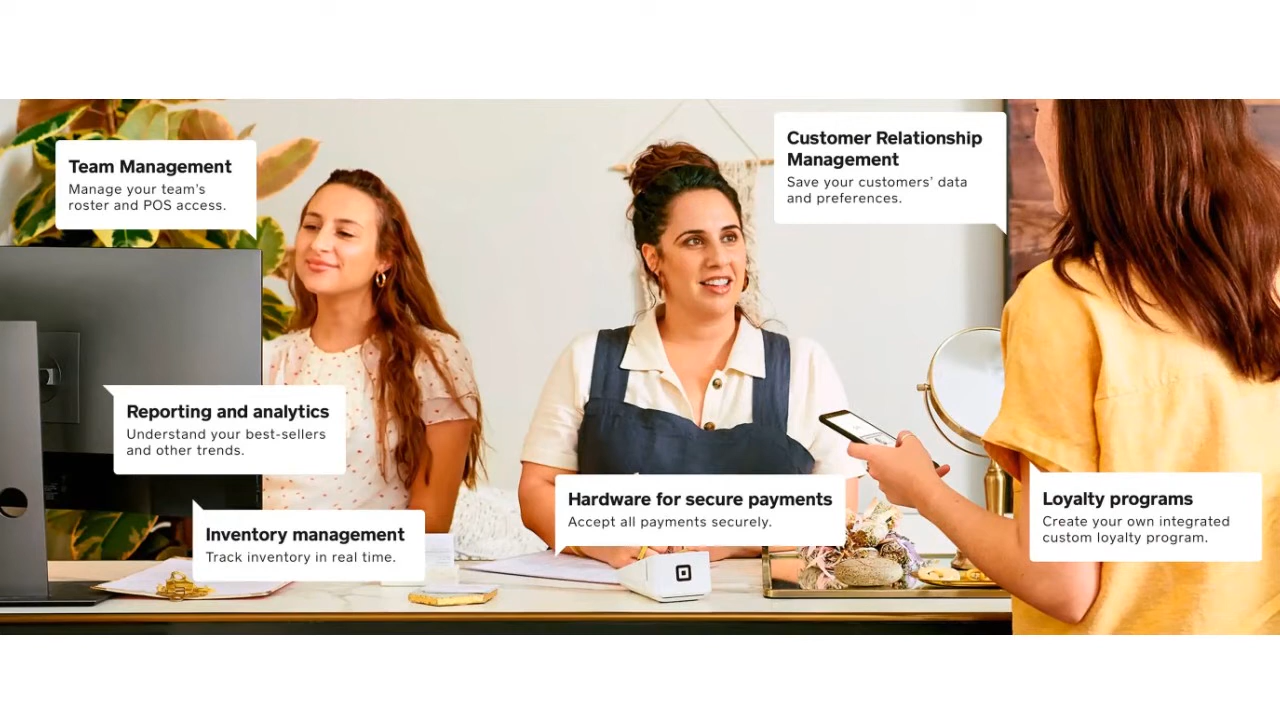 Team Management
Manage your team's
roster and POS access.
Customer Relationship
Management
Save your customers' data
and preferences.
Reporting and analytics
Understand your best-sellers
and other trends.
Inventory management
Track inventory in real time.
Hardware for secure payments
Accept all payments securely.
Loyalty programs
Create your own integrated
custom loyalty program.